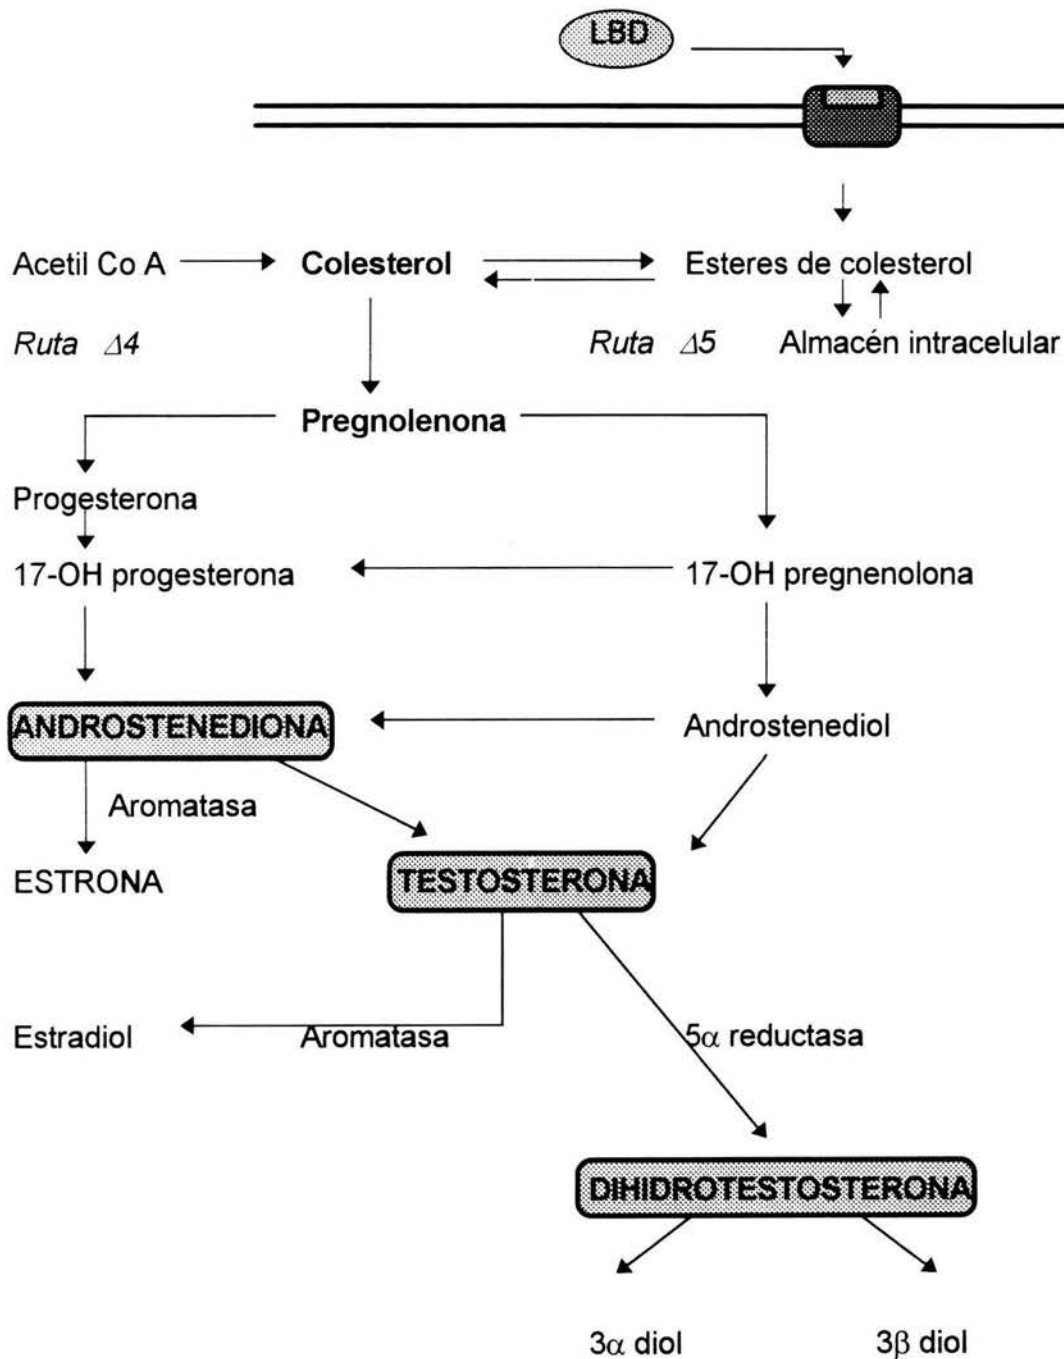 LBD
Acetil Co A Colesterol Esteres de colesterol
Ruta Δ4 Ruta Δ5 Almacén intracelular
Pregnolenona
Progesterona
17-OH progesterona 17-OH pregnenolona
ANDROSTENEDIONA Androstenediol
Aromatasa
ESTRONA TESTOSTERONA
Estradiol Aromatasa 5α reductasa
DIHIDROTESTOSTERONA
3α diol 3β diol